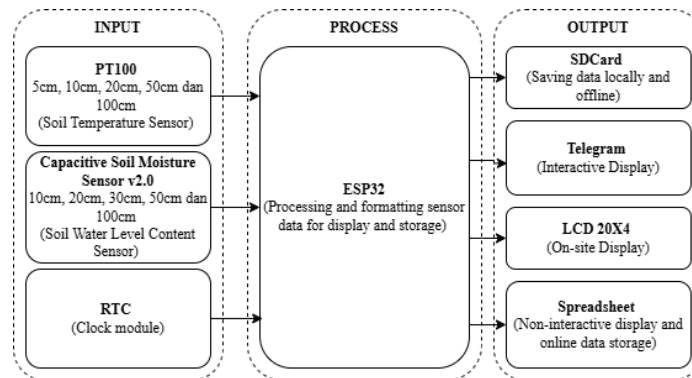 INPUT
PT100
5cm, 10cm, 20cm, 50cm dan
100cm
(Soil Temperature Sensor)
Capacitive Soil Moisture
Sensor v2.0
10cm, 20cm, 30cm, 50cm dan
100cm
(Soil Water Level Content
Sensor)
RTC
(Clock module)
PROCESS
ESP32
(Processing and formatting sensor
data for display and storage)
OUTPUT
SDCard
(Saving data locally and
offline)
Telegram
(Interactive Display)
LCD 20X4
(On-site Display)
Spreadsheet
(Non-interactive display and
online data storage)